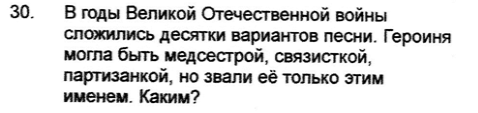 30. В годы Великой Отечественной войны
сложились десятки вариантов песни. Героиня
могла быть медсестрой, связисткой,
партизанкой, но звали её только этим
именем. Каким?